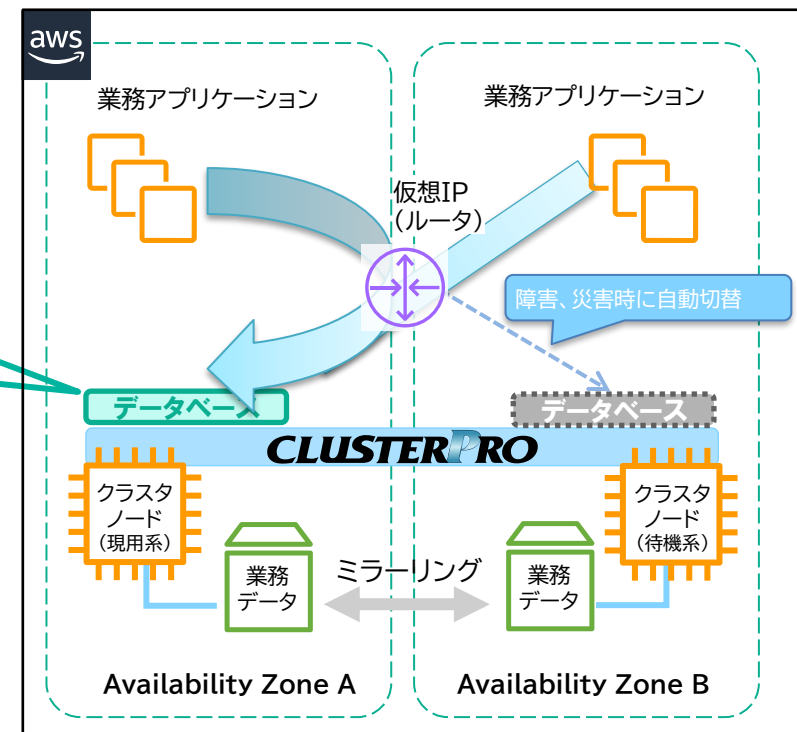 aws
業務アプリケーション
業務アプリケーション
仮想IP
(ルータ)
障害、災害時に自動切替
データベース
データベース
CLUSTERPRO
クラスタ
ノード
(現用系)
クラスタ
ノード
(待機系)
業務
データ
ミラーリング
業務
データ
Availability Zone A
Availability Zone B